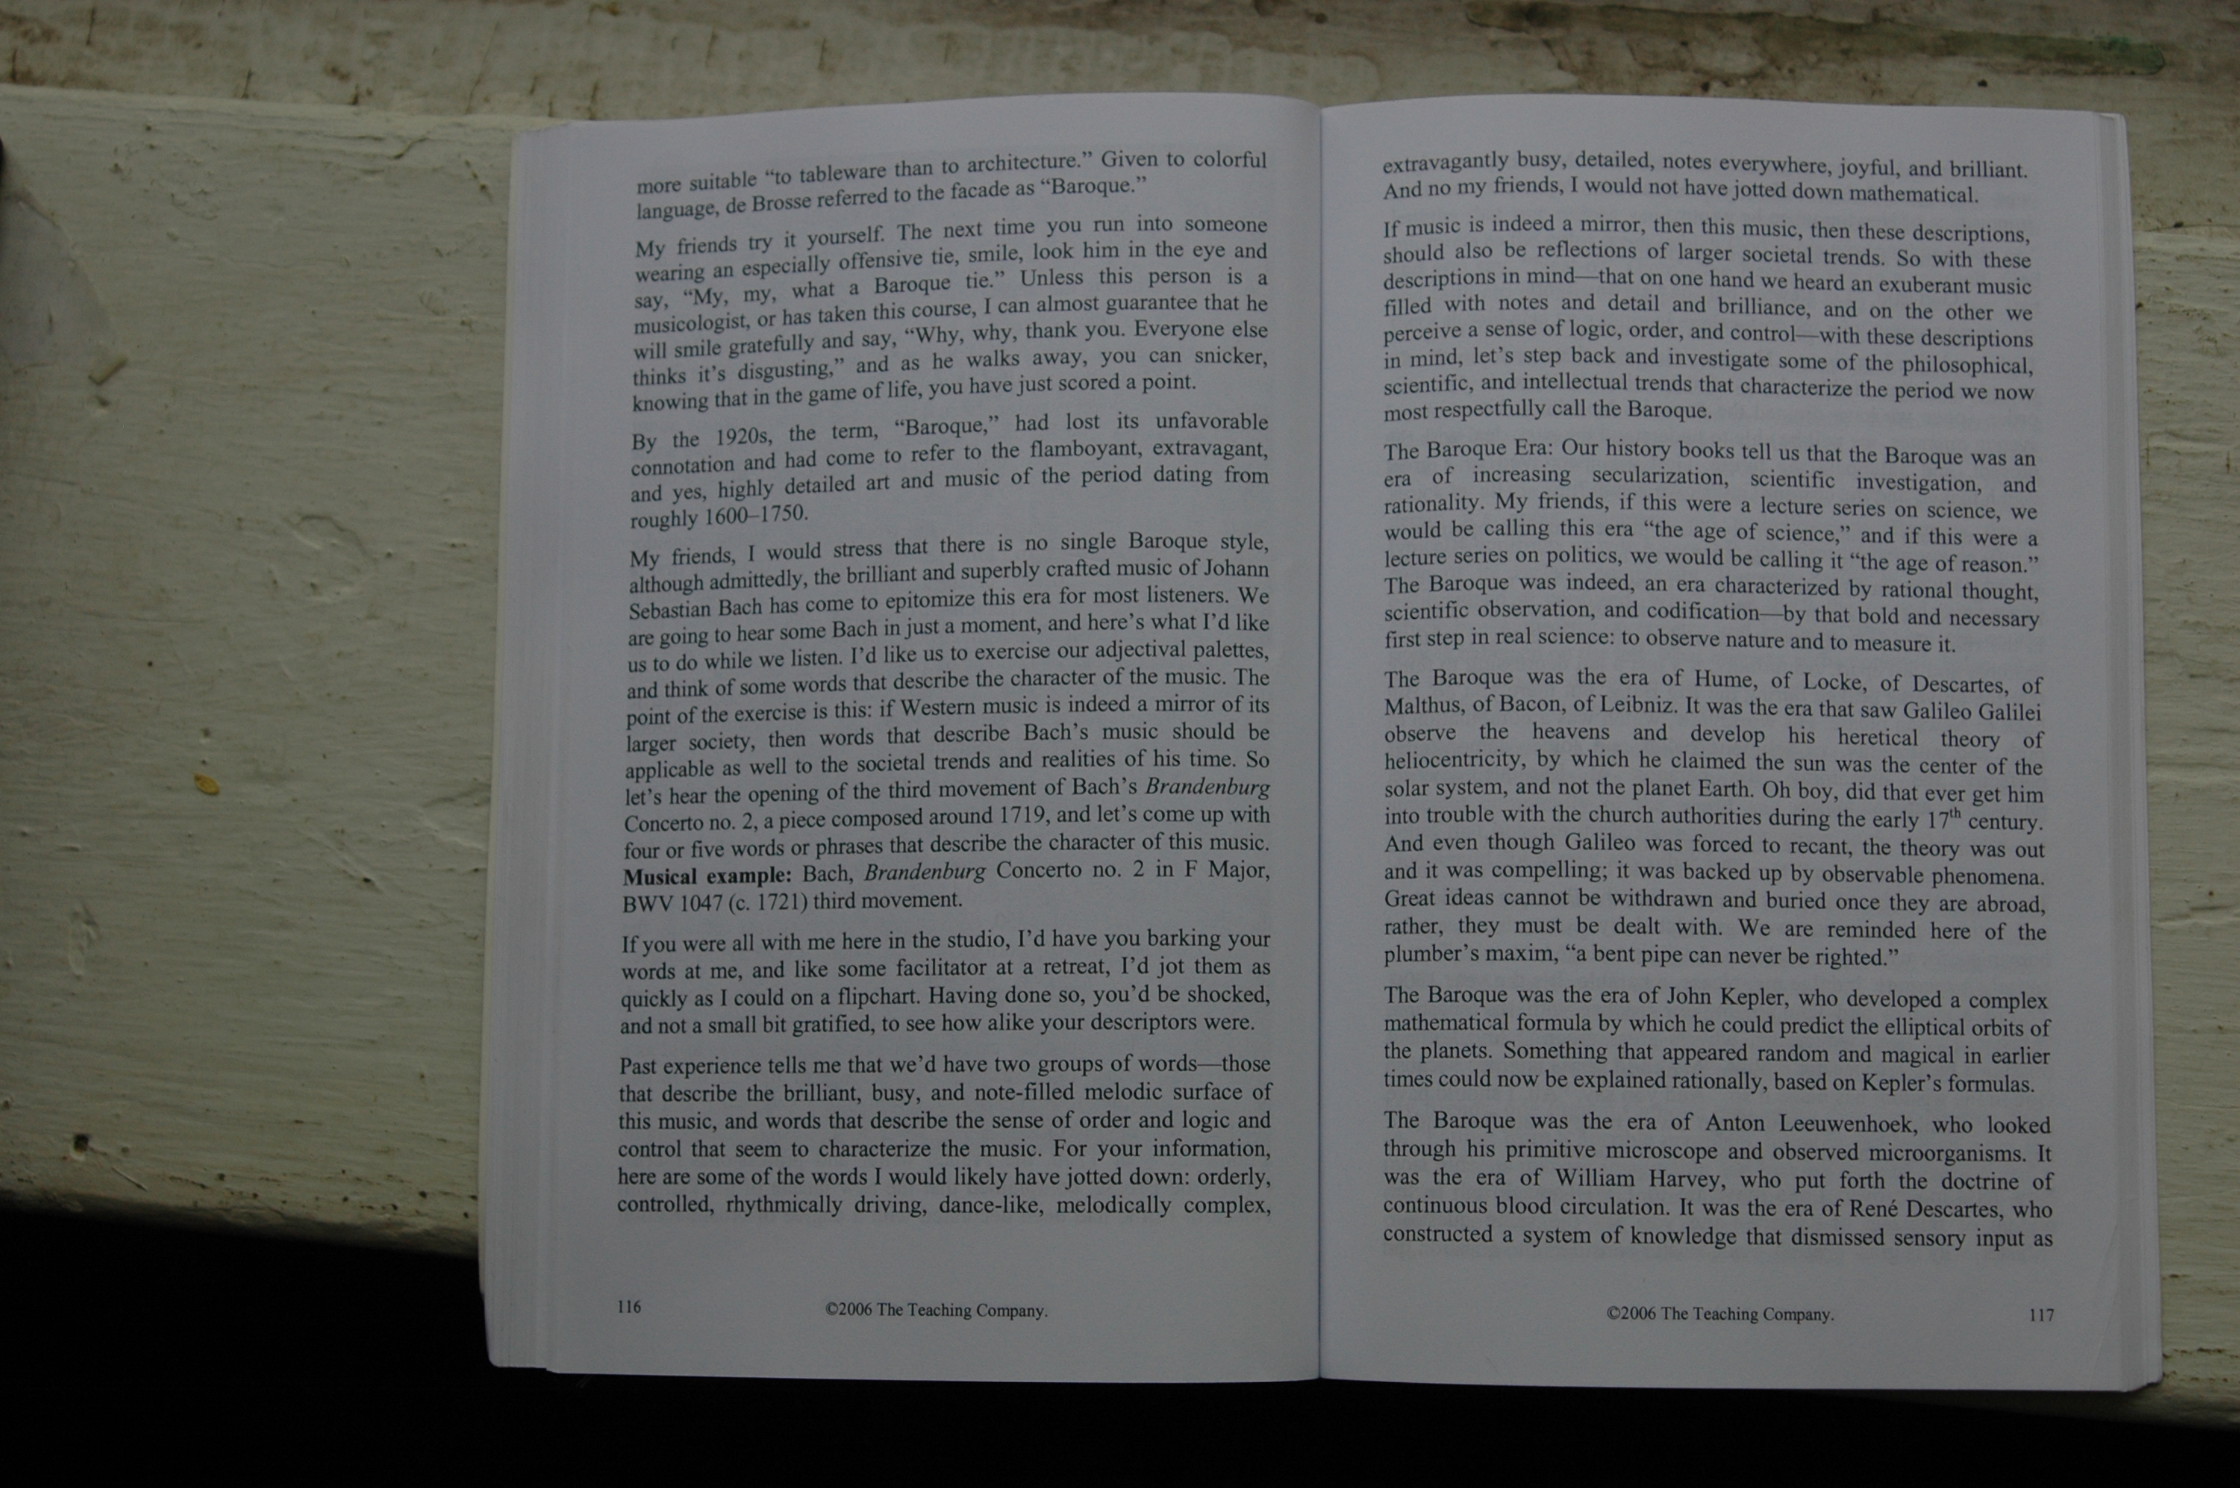 more suitable “to tableware than to architecture.” Given to colorful
language, de Brosse referred to the facade as “Baroque.”
My friends try it yourself. The next time you run into someone
wearing an especially offensive tie, smile, look him in the eye and
say, “My, my, what a Baroque tie.” Unless this person is a
musicologist, or has taken this course, I can almost guarantee that he
will smile gratefully and say, “Why, why, thank you. Everyone else
thinks it’s disgusting,” and as he walks away, you can snicker,
knowing that in the game of life, you have just scored a point.
By the 1920s, the term, “Baroque,” had lost its unfavorable
connotation and had come to refer to the flamboyant, extravagant,
and yes, highly detailed art and music of the period dating from
roughly 1600–1750.
My friends, I would stress that there is no single Baroque style,
although admittedly, the brilliant and superbly crafted music of Johann
Sebastian Bach has come to epitomize this era for most listeners. We
are going to hear some Bach in just a moment, and here’s what I’d like
us to do while we listen. I’d like us to exercise our adjectival palettes,
and think of some words that describe the character of the music. The
point of the exercise is this: if Western music is indeed a mirror of its
larger society, then words that describe Bach’s music should be
applicable as well to the societal trends and realities of his time. So
let’s hear the opening of the third movement of Bach’s Brandenburg
Concerto no. 2, a piece composed around 1719, and let’s come up with
four or five words or phrases that describe the character of this music.
Musical example: Bach, Brandenburg Concerto no. 2 in F Major,
BWV 1047 (c. 1721) third movement.
If you were all with me here in the studio, I’d have you barking your
words at me, and like some facilitator at a retreat, I’d jot them as
quickly as I could on a flipchart. Having done so, you’d be shocked,
and not a small bit gratified, to see how alike your descriptors were.
Past experience tells me that we’d have two groups of words—those
that describe the brilliant, busy, and note-filled melodic surface of
this music, and words that describe the sense of order and logic and
control that seem to characterize the music. For your information,
here are some of the words I would likely have jotted down: orderly,
controlled, rhythmically driving, dance-like, melodically complex,
116 ©2006 The Teaching Company.
extravagantly busy, detailed, notes everywhere, joyful, and brilliant.
And no my friends, I would not have jotted down mathematical.
If music is indeed a mirror, then this music, then these descriptions,
should also be reflections of larger societal trends. So with these
descriptions in mind—that on one hand we heard an exuberant music
filled with notes and detail and brilliance, and on the other we
perceive a sense of logic, order, and control—with these descriptions
in mind, let’s step back and investigate some of the philosophical,
scientific, and intellectual trends that characterize the period we now
most respectfully call the Baroque.
The Baroque Era: Our history books tell us that the Baroque was an
era of increasing secularization, scientific investigation, and
rationality. My friends, if this were a lecture series on science, we
would be calling this era “the age of science,” and if this were a
lecture series on politics, we would be calling it “the age of reason.”
The Baroque was indeed, an era characterized by rational thought,
scientific observation, and codification—by that bold and necessary
first step in real science: to observe nature and to measure it.
The Baroque was the era of Hume, of Locke, of Descartes, of
Malthus, of Bacon, of Leibniz. It was the era that saw Galileo Galilei
observe the heavens and develop his heretical theory of
heliocentricity, by which he claimed the sun was the center of the
solar system, and not the planet Earth. Oh boy, did that ever get him
into trouble with the church authorities during the early 17th century.
And even though Galileo was forced to recant, the theory was out
and it was compelling; it was backed up by observable phenomena.
Great ideas cannot be withdrawn and buried once they are abroad,
rather, they must be dealt with. We are reminded here of the
plumber’s maxim, “a bent pipe can never be righted.”
The Baroque was the era of John Kepler, who developed a complex
mathematical formula by which he could predict the elliptical orbits of
the planets. Something that appeared random and magical in earlier
times could now be explained rationally, based on Kepler’s formulas.
The Baroque was the era of Anton Leeuwenhoek, who looked
through his primitive microscope and observed microorganisms. It
was the era of William Harvey, who put forth the doctrine of
continuous blood circulation. It was the era of René Descartes, who
constructed a system of knowledge that dismissed sensory input as
©2006 The Teaching Company. 117